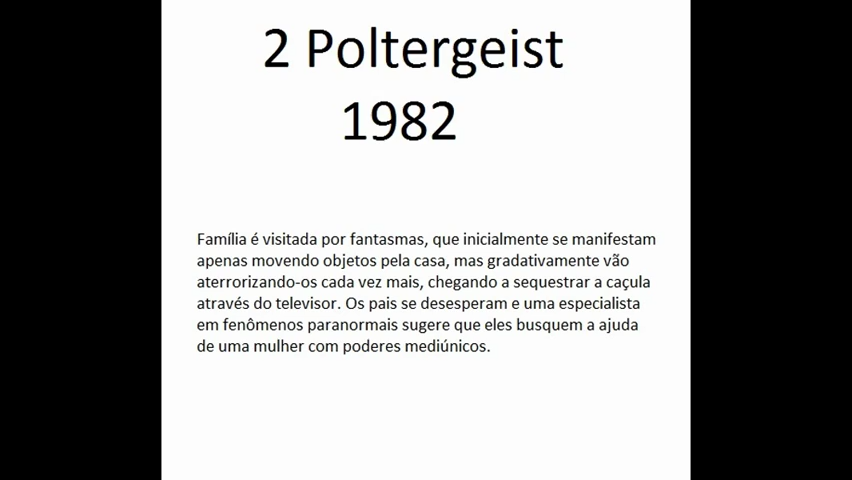 2 Poltergeist
1982
Família é visitada por fantasmas, que inicialmente se manifestam
apenas movendo objetos pela casa, mas gradativamente vão
aterrorizando-os cada vez mais, chegando a sequestrar a caçula
através do televisor. Os pais se desesperam e uma especialista
em fenômenos paranormais sugere que eles busquem a ajuda
de uma mulher com poderes mediúnicos.